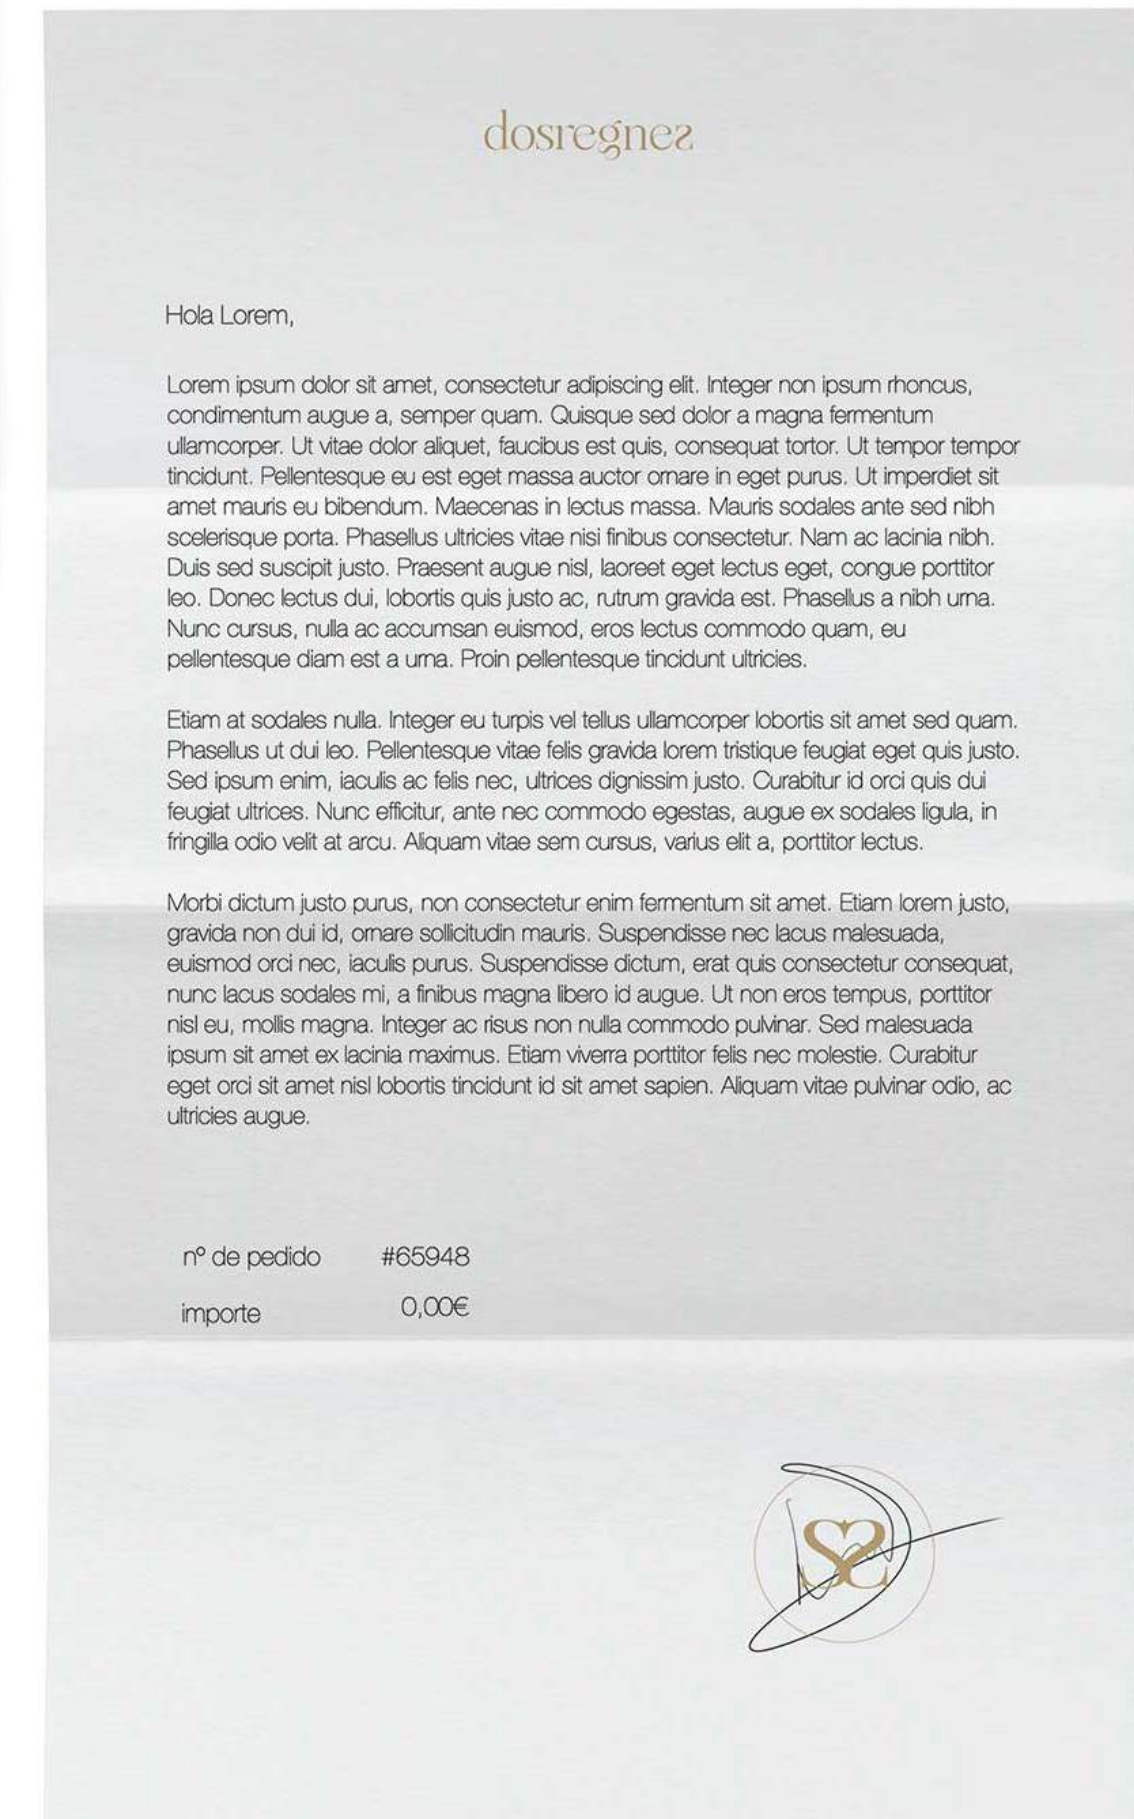 dosregnes
Hola Lorem,
Lorem ipsum dolor sit amet, consectetur adipiscing elit. Integer non ipsum rhoncus,
condimentum augue a, semper quam. Quisque sed dolor a magna fermentum
ullamcorper. Ut vitae dolor aliquet, faucibus est quis, consequat tortor. Ut tempor tempor
tincidunt. Pellentesque eu est eget massa auctor ornare in eget purus. Ut imperdiet sit
amet mauris eu bibendum. Maecenas in lectus massa. Mauris sodales ante sed nibh
scelerisque porta. Phasellus ultricies vitae nisi finibus consectetur. Nam ac lacinia nibh.
Duis sed suscipit justo. Praesent augue nisl, laoreet eget lectus eget, congue porttitor
leo. Donec lectus dui, lobortis quis justo ac, rutrum gravida est. Phasellus a nibh urna.
Nunc cursus, nulla ac accumsan euismod, eros lectus commodo quam, eu
pellentesque diam est a urna. Proin pellentesque tincidunt ultricies.
Etiam at sodales nulla. Integer eu turpis vel tellus ullamcorper lobortis sit amet sed quam.
Phasellus ut dui leo. Pellentesque vitae felis gravida lorem tristique feugiat eget quis justo.
Sed ipsum enim, iaculis ac felis nec, ultrices dignissim justo. Curabitur id orci quis dui
feugiat ultrices. Nunc efficitur, ante nec commodo egestas, augue ex sodales ligula, in
fringilla odio velit at arcu. Aliquam vitae sem cursus, varius elit a, porttitor lectus.
Morbi dictum justo purus, non consectetur enim fermentum sit amet. Etiam lorem justo,
gravida non dui id, ornare sollicitudin mauris. Suspendisse nec lacus malesuada,
euismod orci nec, iaculis purus. Suspendisse dictum, erat quis consectetur consequat,
nunc lacus sodales mi, a finibus magna libero id augue. Ut non eros tempus, porttitor
nisl eu, mollis magna. Integer ac risus non nulla commodo pulvinar. Sed malesuada
ipsum sit amet ex lacinia maximus. Etiam viverra porttitor felis nec molestie. Curabitur
eget orci sit amet nisl lobortis tincidunt id sit amet sapien. Aliquam vitae pulvinar odio, ac
ultricies augue.
nº de pedido #65948
importe 0,00€